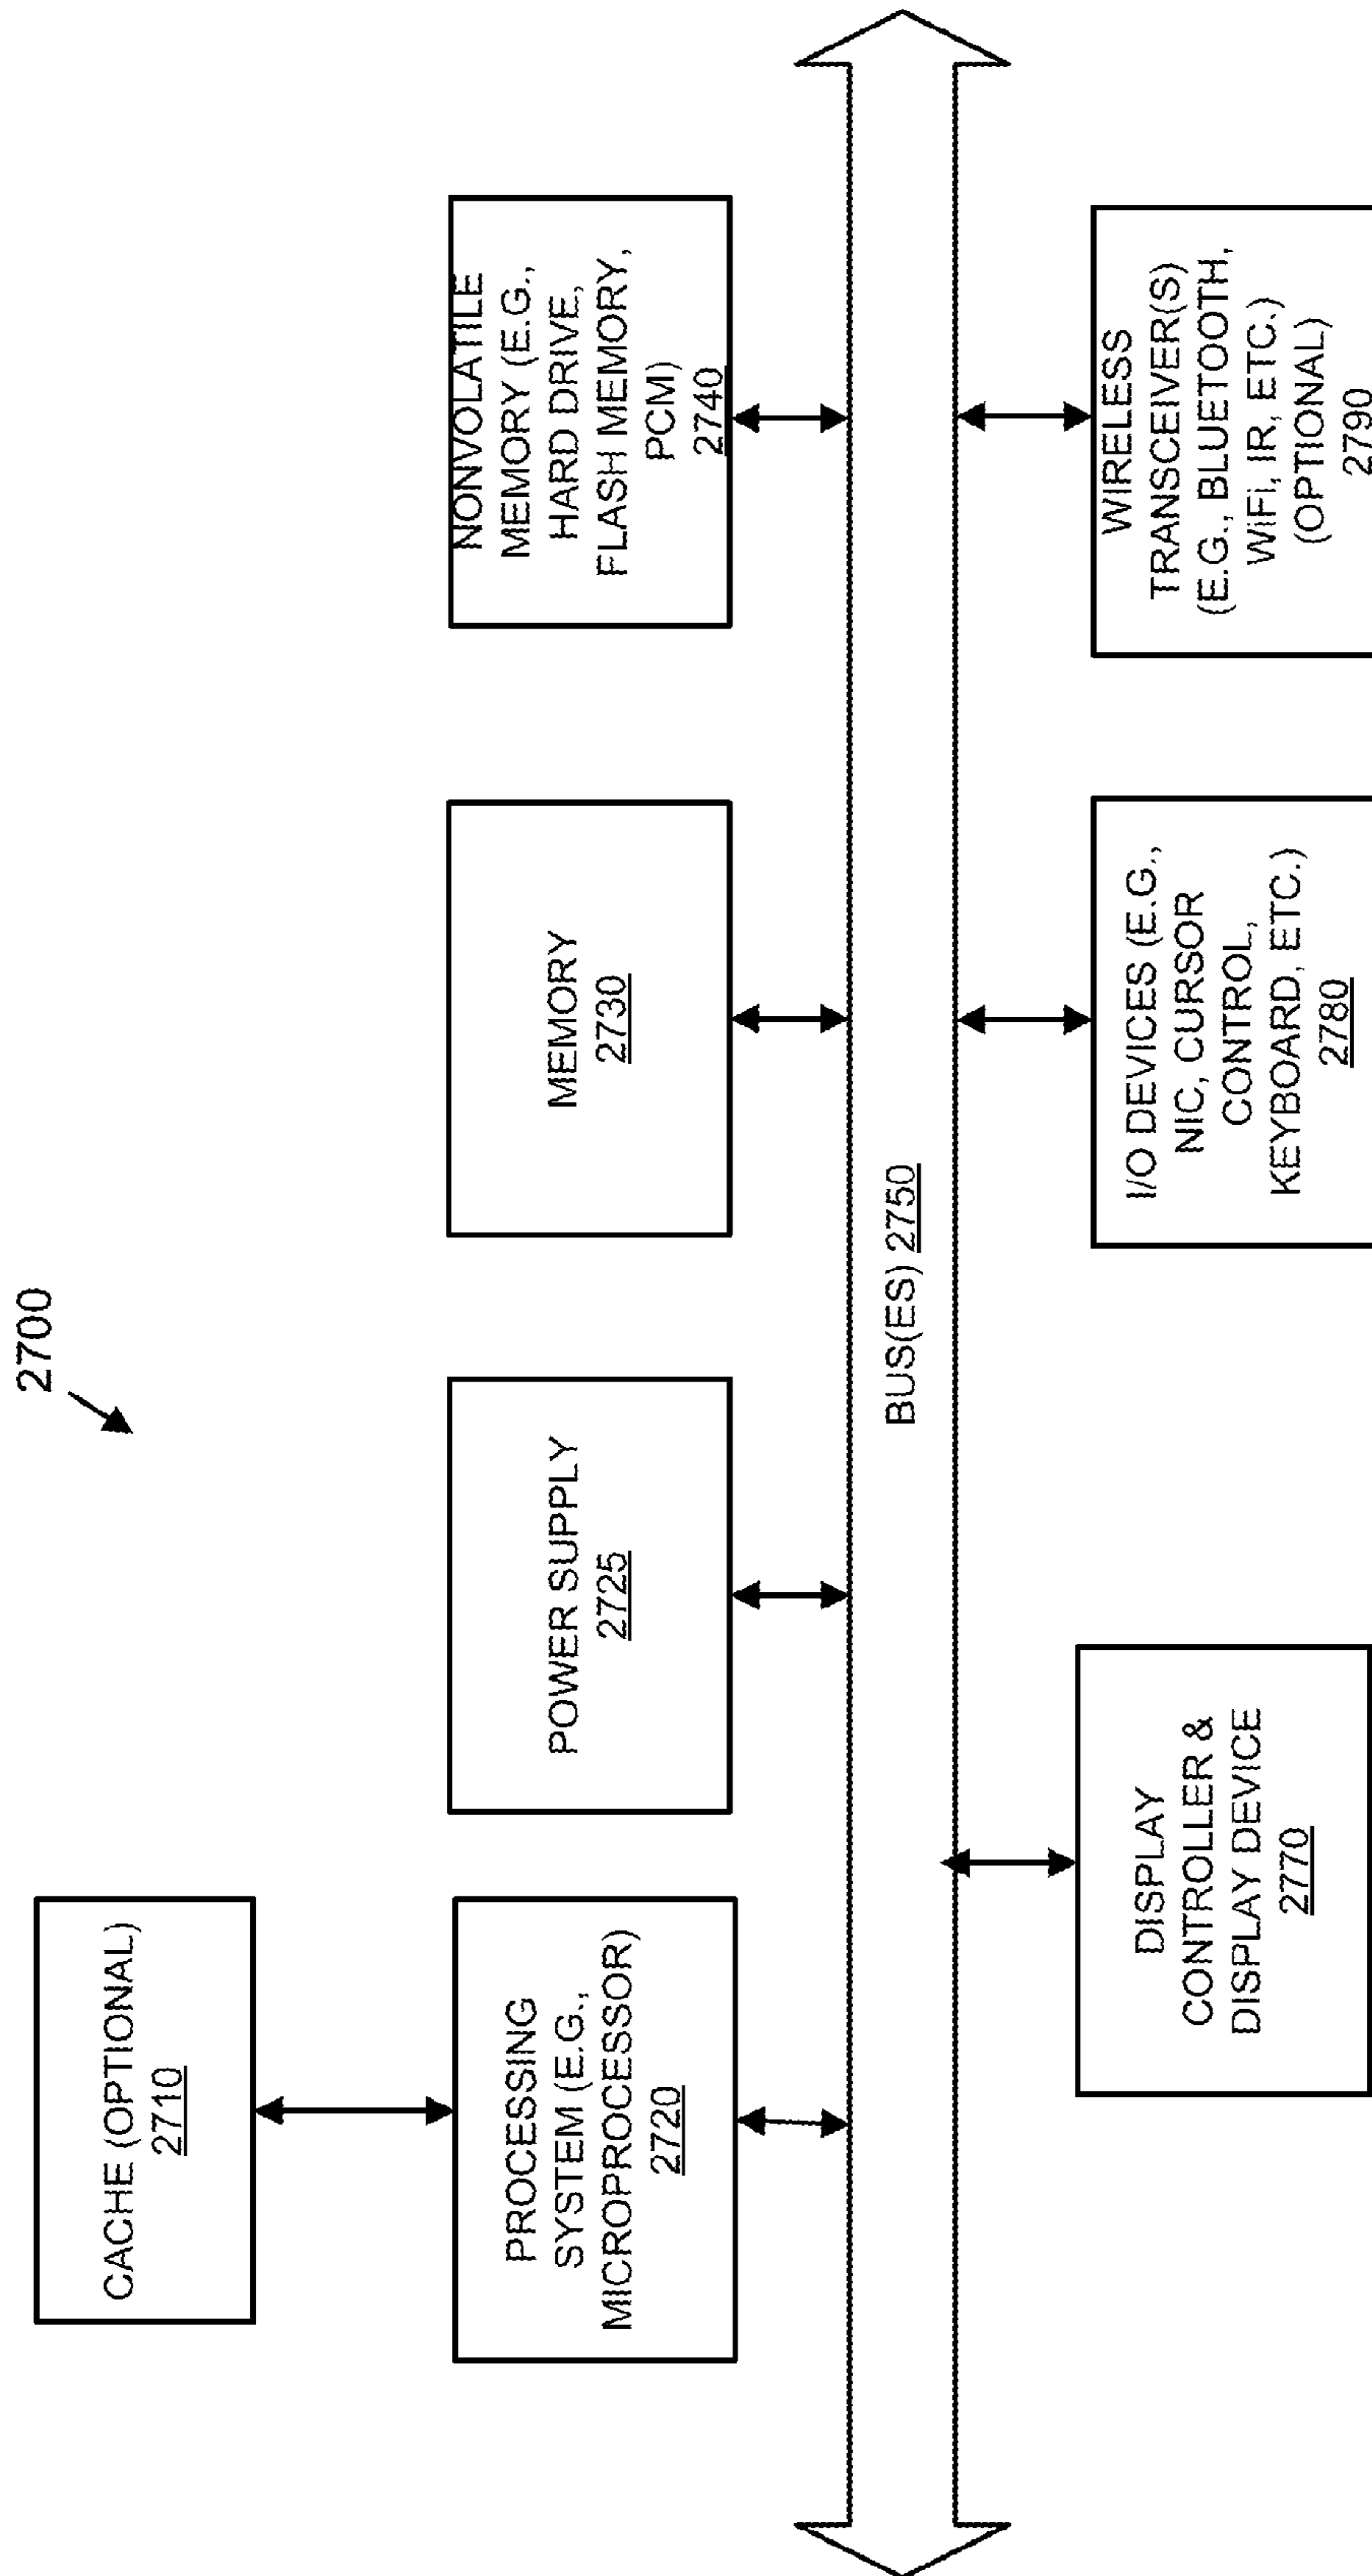 2700
CACHE (OPTIONAL)
2710
PROCESSING
SYSTEM (E.G.,
MICROPROCESSOR)
2720
POWER SUPPLY
2725
MEMORY
2730
NONVOLATILE
MEMORY (E.G.,
HARD DRIVE,
FLASH MEMORY,
PCM)
2740
BUS(ES) 2750
DISPLAY
CONTROLLER &
DISPLAY DEVICE
2770
I/O DEVICES (E.G.,
NIC, CURSOR
CONTROL,
KEYBOARD, ETC.)
2780
WIRELESS
TRANSCEIVER(S)
(E.G., BLUETOOTH,
WiFi, IR, ETC.)
(OPTIONAL)
2790